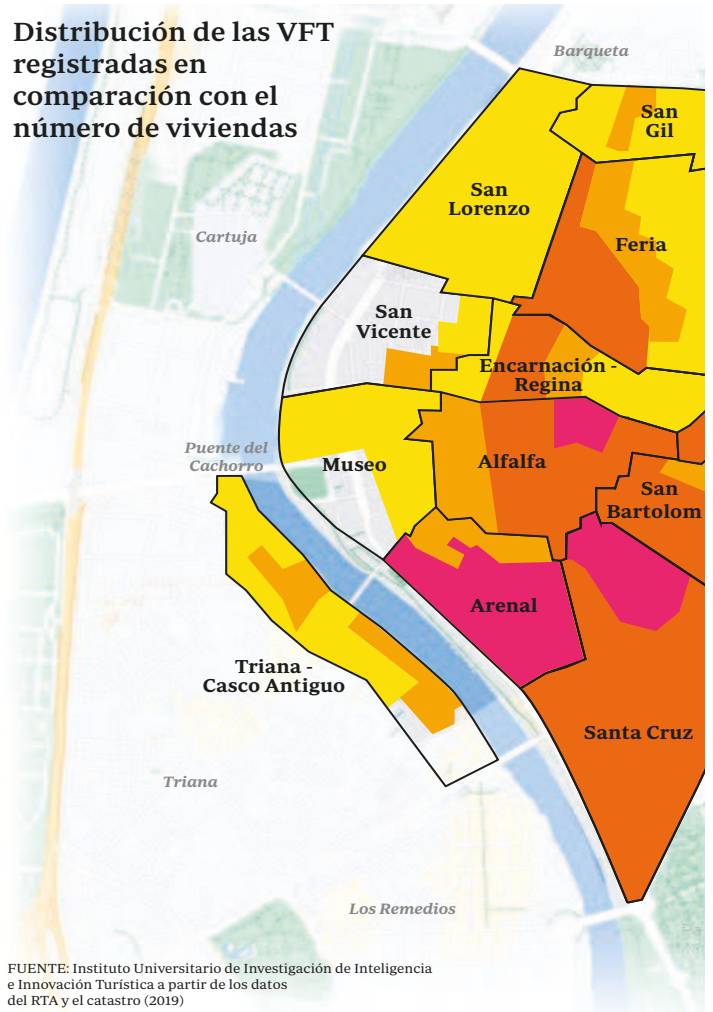 Distribución de las VFT
registradas en
comparación con el
número de viviendas
Barqueta
San
Gil
San
Lorenzo
Cartuja
Feria
San
Vicente
Encarnación -
Regina
Puente del
Cachorro
Museo
Alfalfa
San
Bartolom
Arenal
Triana -
Casco Antiguo
Santa Cruz
Triana
Los Remedios
FUENTE: Instituto Universitario de Investigación de Inteligencia
e Innovación Turística a partir de los datos
del RTA y el catastro (2019)